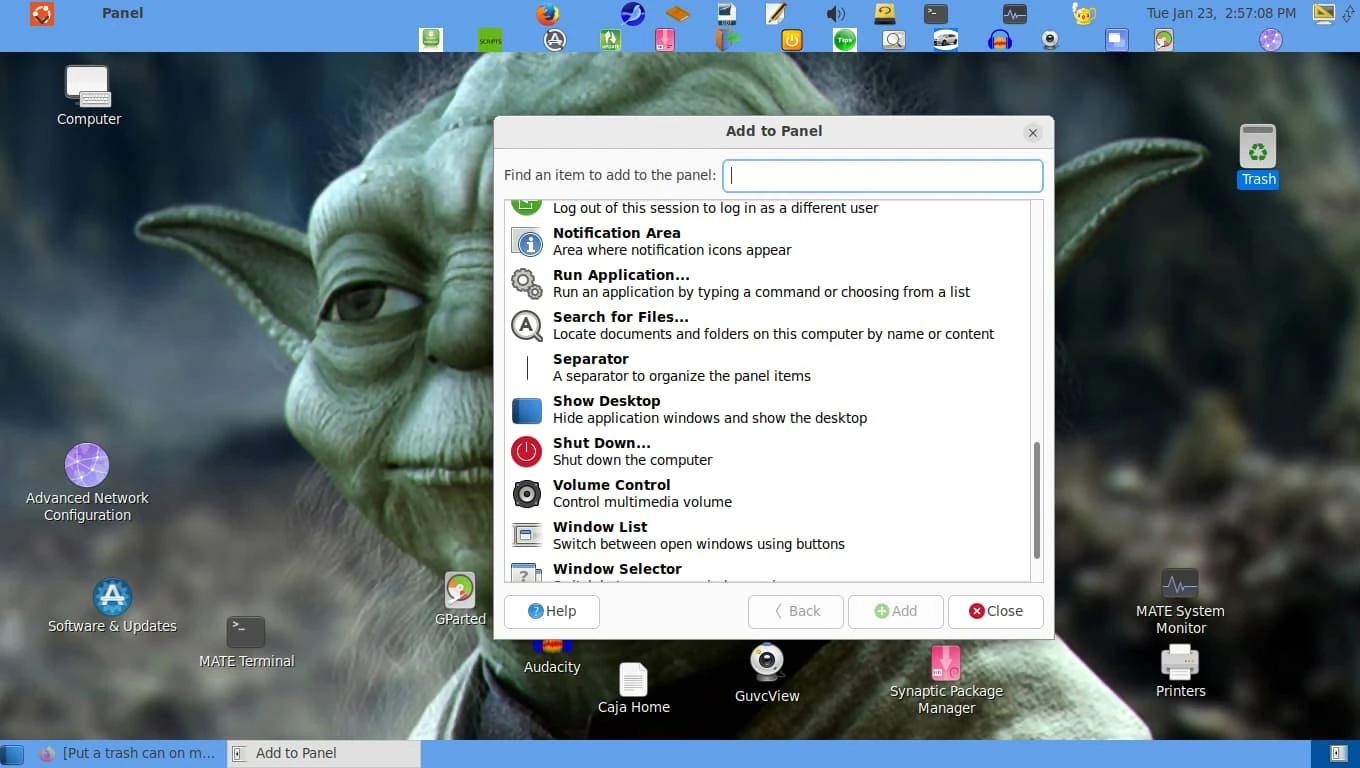 Panel
Tue Jan 23, 2:57:08 PM
SCRIPTS
UPDATE
Tips
Computer
Add to Panel
Find an item to add to the panel:
Log out of this session to log in as a different user
Notification Area
Area where notification icons appear
Run Application...
Run an application by typing a command or choosing from a list
Search for Files...
Locate documents and folders on this computer by name or content
Separator
A separator to organize the panel items
Show Desktop
Hide application windows and show the desktop
Shut Down...
Shut down the computer
Volume Control
Control multimedia volume
Window List
Switch between open windows using buttons
Window Selector
Help
Back
Add
Close
Trash
Advanced Network
Configuration
Software & Updates
MATE Terminal
GParted
Audacity
Caja Home
GuvcView
Synaptic Package
Manager
MATE System
Monitor
Printers
[Put a trash can on m...
Add to Panel